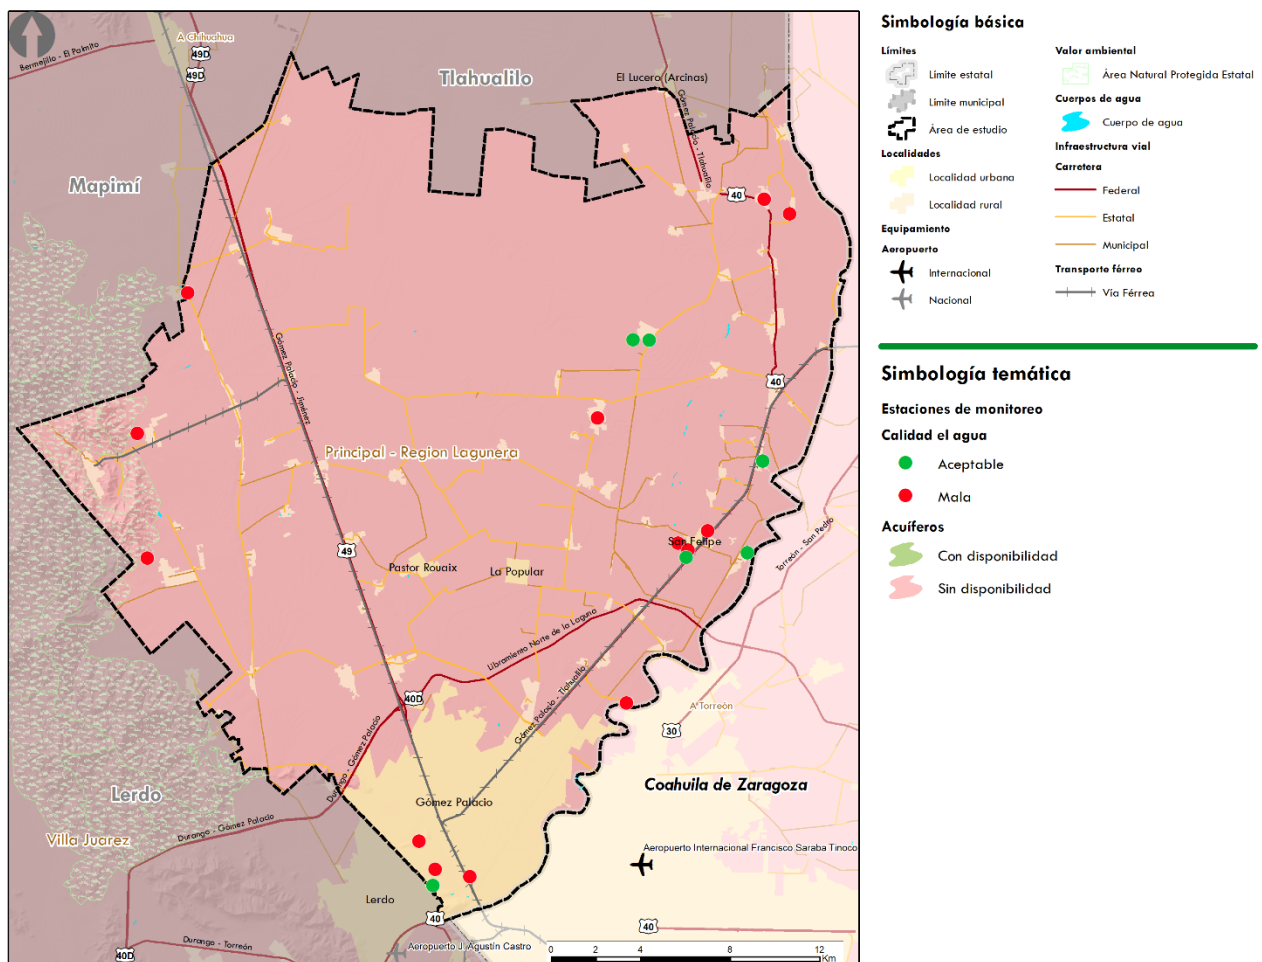 A Chihuahua
49D
49D
Bermejillo - El Palmito
Tlahualilo
El Lucero (Arcinas)
Gómez Palacio - Tlahualilo
Mapimí
40
Gómez Palacio - Jiménez
40
Principal - Region Lagunera
San Felipe
Torreón - San Pedro
49
Pastor Rouaix
La Popular
Libramiento Norte de la Laguna
40D
Gómez Palacio - Tlahualilo
A Torreón
30
Durango - Gómez Palacio
Coahuila de Zaragoza
Lerdo
Gómez Palacio
Villa Juarez
Durango - Gómez Palacio
Aeropuerto Internacional Francisco Saraba Tinoco
Lerdo
40
40
Durango - Torreón
40D
Aeropuerto J. Agustín Castro
0 2 4 8 12
Km
Simbología básica
Límites
Límite estatal
Límite municipal
Área de estudio
Localidades
Localidad urbana
Localidad rural
Equipamiento
Aeropuerto
Internacional
Nacional
Valor ambiental
Área Natural Protegida Estatal
Cuerpos de agua
Cuerpo de agua
Infraestructura vial
Carretera
Federal
Estatal
Municipal
Transporte férreo
Vía Férrea
Simbología temática
Estaciones de monitoreo
Calidad el agua
Aceptable
Mala
Acuíferos
Con disponibilidad
Sin disponibilidad